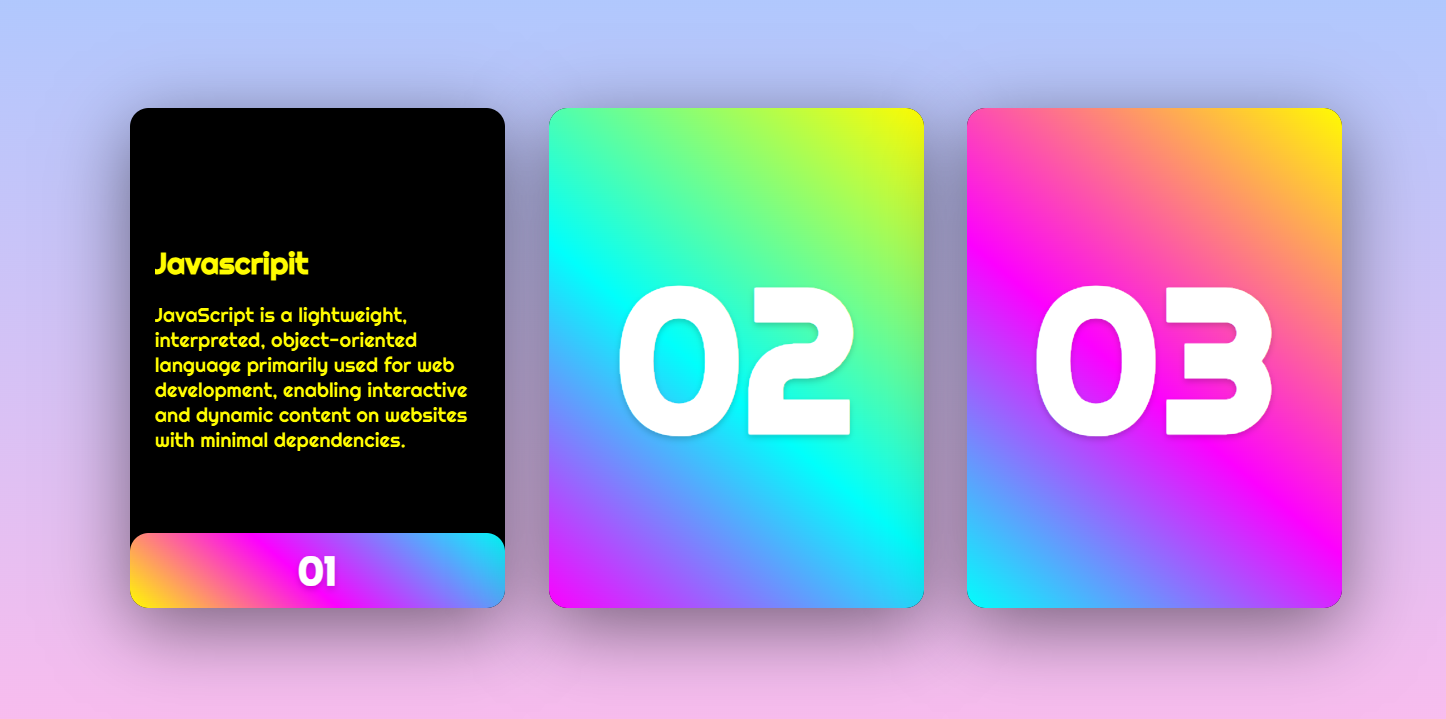 Javascripit
JavaScript is a lightweight,
interpreted, object-oriented
language primarily used for web
development, enabling interactive
and dynamic content on websites
with minimal dependencies.
01
02
03